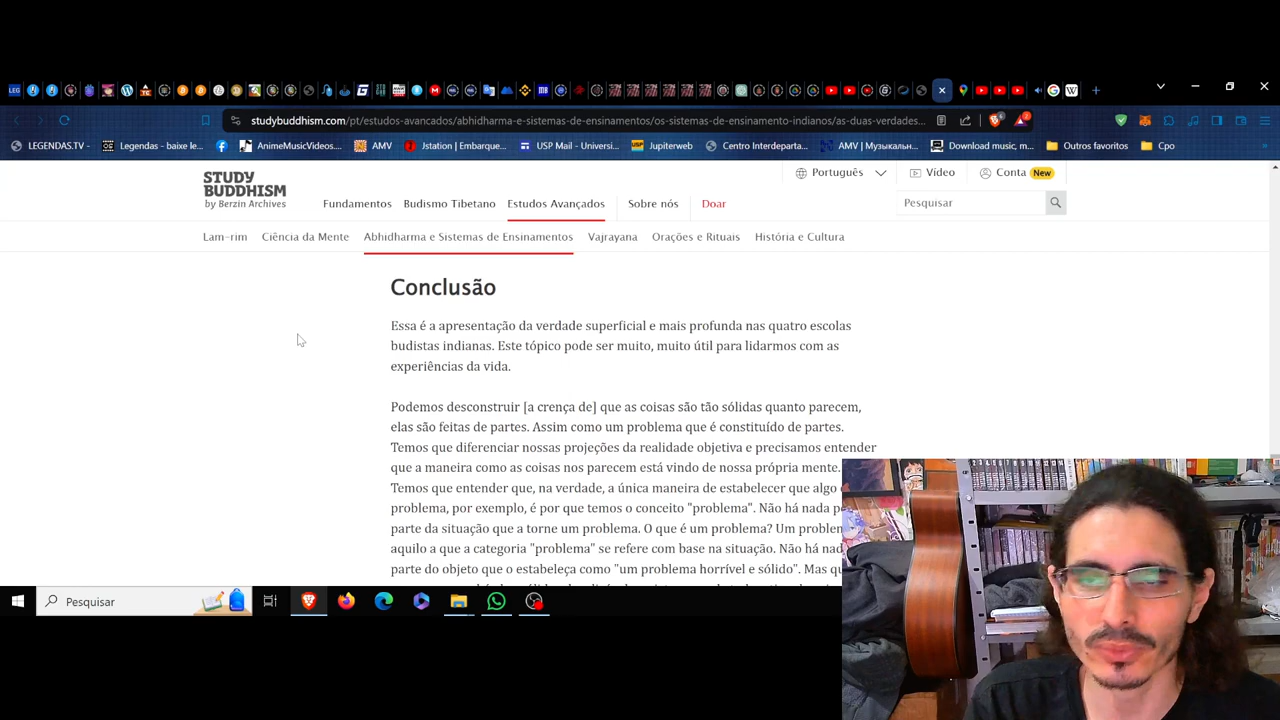 studybuddhism.com/pt/estudos-avancados/abhidharma-e-sistemas-de-ensinamentos/os-sistemas-de-ensinamento-indianos/as-duas-verdades...
LEGENDAS.TV - Legendas - baixe le... AnimeMusicVideos.... AMV Jstation | Embarque... USP Mail - Universi... Jupiterweb Centro Interdeparta... AMV | Музыкальн... Download music, m... Outros favoritos Cpo
STUDY
BUDDHISM
by Berzin Archives
Português Vídeo Conta New
Fundamentos Budismo Tibetano Estudos Avançados Sobre nós Doar Pesquisar
Lam-rim Ciência da Mente Abhidharma e Sistemas de Ensinamentos Vajrayana Orações e Rituais História e Cultura
Conclusão
Essa é a apresentação da verdade superficial e mais profunda nas quatro escolas
budistas indianas. Este tópico pode ser muito, muito útil para lidarmos com as
experiências da vida.
Podemos desconstruir [a crença de] que as coisas são tão sólidas quanto parecem,
elas são feitas de partes. Assim como um problema que é constituído de partes.
Temos que diferenciar nossas projeções da realidade objetiva e precisamos entender
que a maneira como as coisas nos parecem está vindo de nossa própria mente.
Temos que entender que, na verdade, a única maneira de estabelecer que algo
problema, por exemplo, é por que temos o conceito "problema". Não há nada
parte da situação que a torne um problema. O que é um problema? Um
aquilo a que a categoria "problema" se refere com base na situação. Não há
parte do objeto que o estabeleça como "um problema horrível e sólido". Mas
Pesquisar